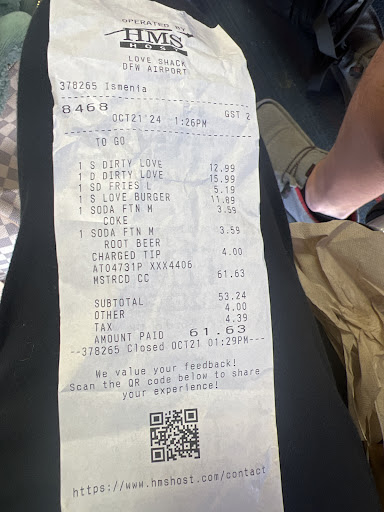 OPERATED BY
HMS
HOST
LOVE SHACK
DFW AIRPORT
378265 Ismenia
8468 GST 2
OCT21'24 1:26PM
TO GO
1 S DIRTY LOVE 12.99
1 D DIRTY LOVE 15.99
1 SD FRIES L 5.19
1 S LOVE BURGER 11.89
1 SODA FTN M 3.59
COKE
1 SODA FTN M 3.59
ROOT BEER
CHARGED TIP 4.00
AT04731P XXX4406
MSTRCD CC 61.63
SUBTOTAL 53.24
OTHER 4.00
TAX 4.39
AMOUNT PAID 61.63
--378265 Closed OCT21 01:29PM---
We value your feedback!
Scan the QR code below to share
your experience!
https://www.hmshost.com/contact